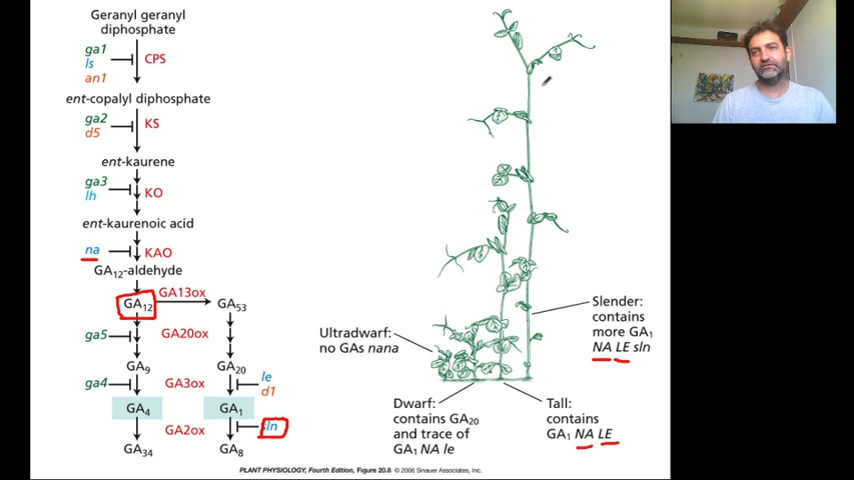 Geranyl geranyl
diphosphate
ga1
ls
an1
CPS
ent-copalyl diphosphate
ga2
d5
KS
ent-kaurene
ga3
lh
KO
ent-kaurenoic acid
na
KAO
GA12-aldehyde
GA12
GA13ox
GA53
ga5
GA20ox
GA9
GA20
ga4
GA3ox
le
d1
GA4
GA1
GA2ox
sln
GA34
GA8
Ultradwarf:
no GAs nana
Dwarf:
contains GA20
and trace of
GA1 NA le
Tall:
contains
GA1 NA LE
Slender:
contains
more GA1
NA LE sln
PLANT PHYSIOLOGY, Fourth Edition, Figure 20.8 © 2006 Sinauer Associates, Inc.